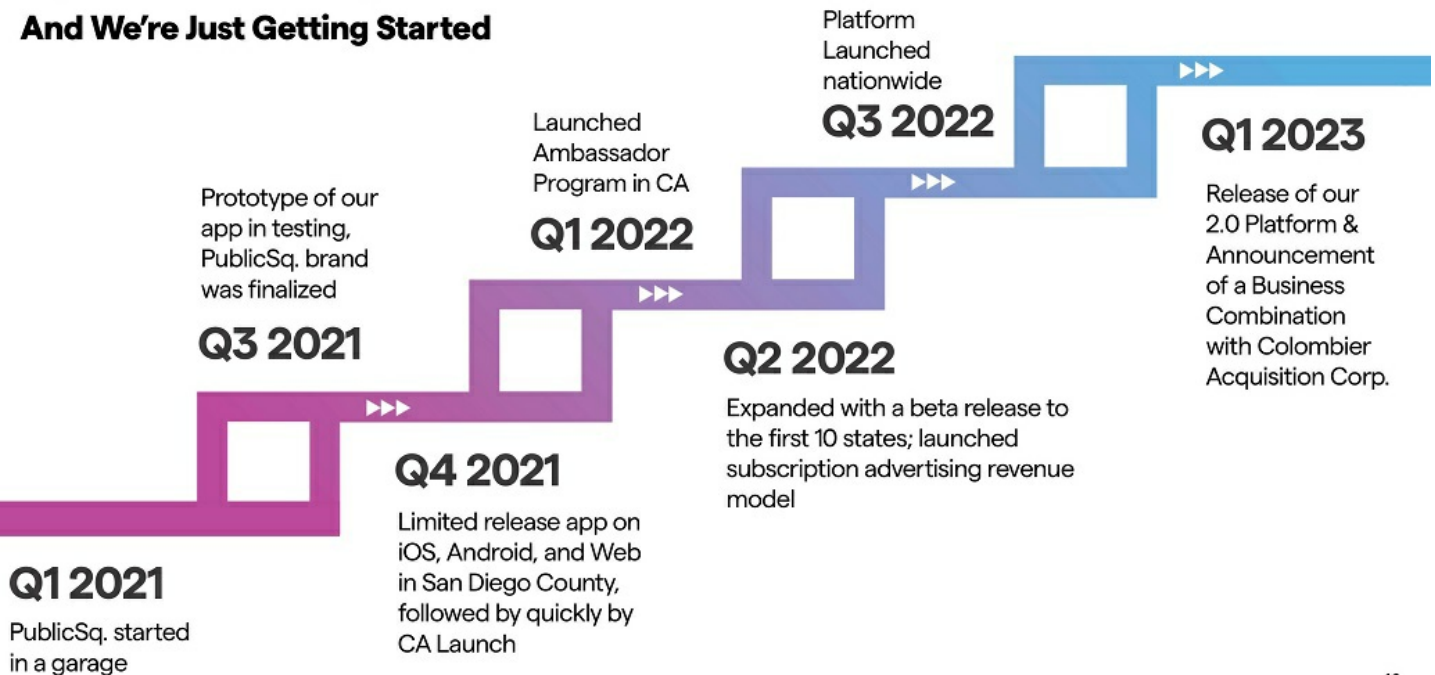 And We're Just Getting Started
Q1 2021
PublicSq. started
in a garage
Prototype of our
app in testing,
PublicSq. brand
was finalized
Q3 2021
Q4 2021
Limited release app on
iOS, Android, and Web
in San Diego County,
followed by quickly by
CA Launch
Launched
Ambassador
Program in CA
Q1 2022
Q2 2022
Expanded with a beta release to
the first 10 states; launched
subscription advertising revenue
model
Platform
Launched
nationwide
Q3 2022
Q1 2023
Release of our
2.0 Platform &
Announcement
of a Business
Combination
with Colombier
Acquisition Corp.